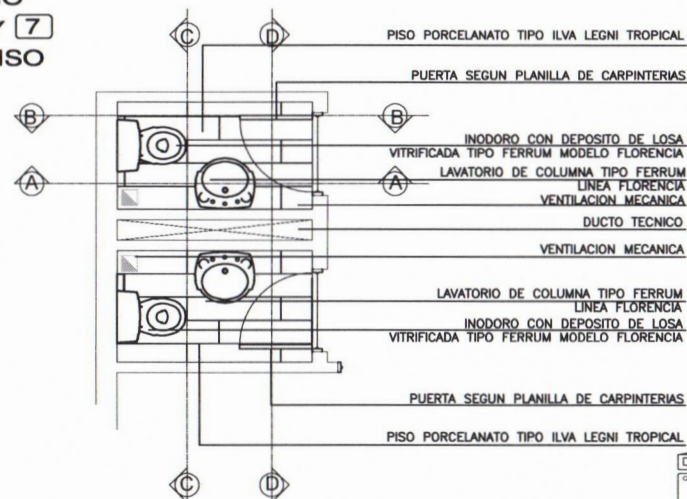 Y 7
ISO
C
D
PISO PORCELANATO TIPO ILVA LEGNI TROPICAL
PUERTA SEGUN PLANILLA DE CARPINTERIAS
B
B
INODORO CON DEPOSITO DE LOSA
VITRIFICADA TIPO FERRUM MODELO FLORENCIA
LAVATORIO DE COLUMNA TIPO FERRUM
LINEA FLORENCIA
A
A
VENTILACION MECANICA
DUCTO TECNICO
VENTILACION MECANICA
LAVATORIO DE COLUMNA TIPO FERRUM
LINEA FLORENCIA
INODORO CON DEPOSITO DE LOSA
VITRIFICADA TIPO FERRUM MODELO FLORENCIA
PUERTA SEGUN PLANILLA DE CARPINTERIAS
PISO PORCELANATO TIPO ILVA LEGNI TROPICAL
C
D